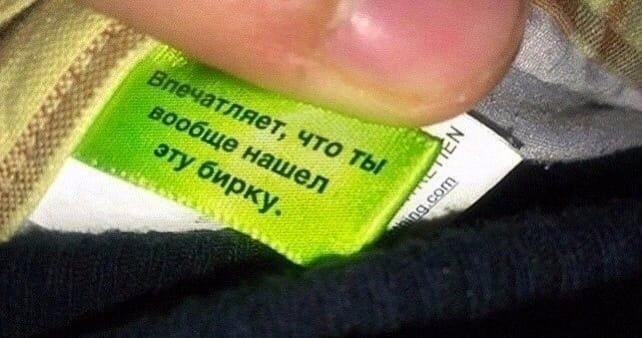 Впечатляет, что ты
вообще нашел
эту бирку.